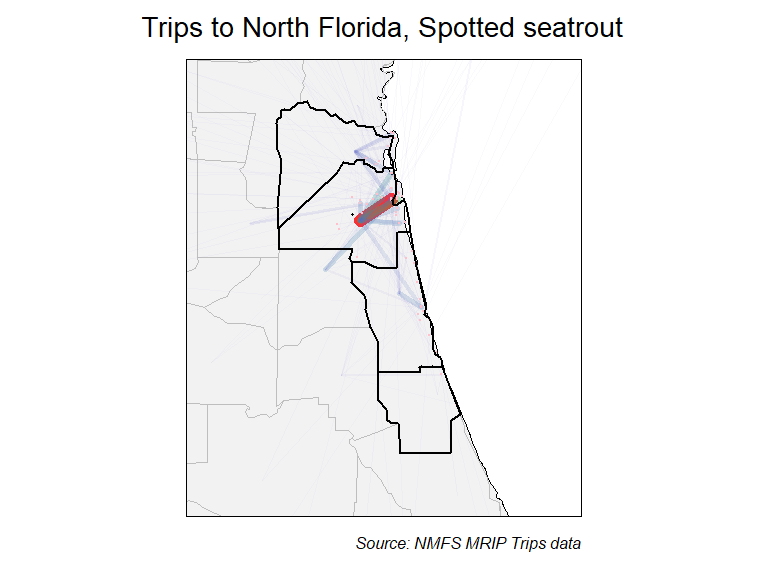 Trips to North Florida, Spotted seatrout
Source: NMFS MRIP Trips data